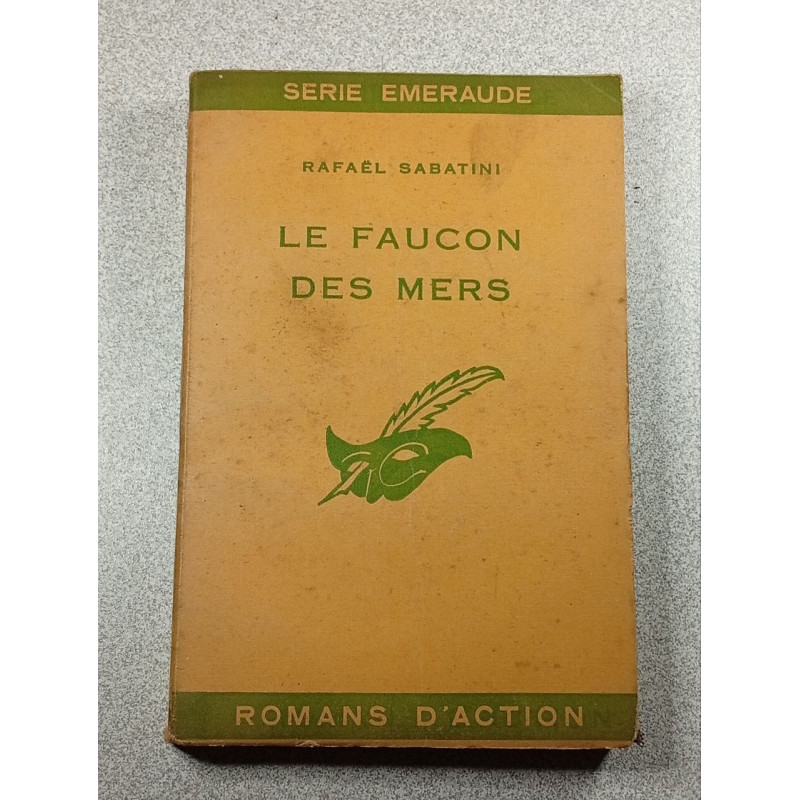 SERIE EMERAUDE
RAFAËL SABATINI
LE FAUCON
DES MERS
ROMANS D'ACTION